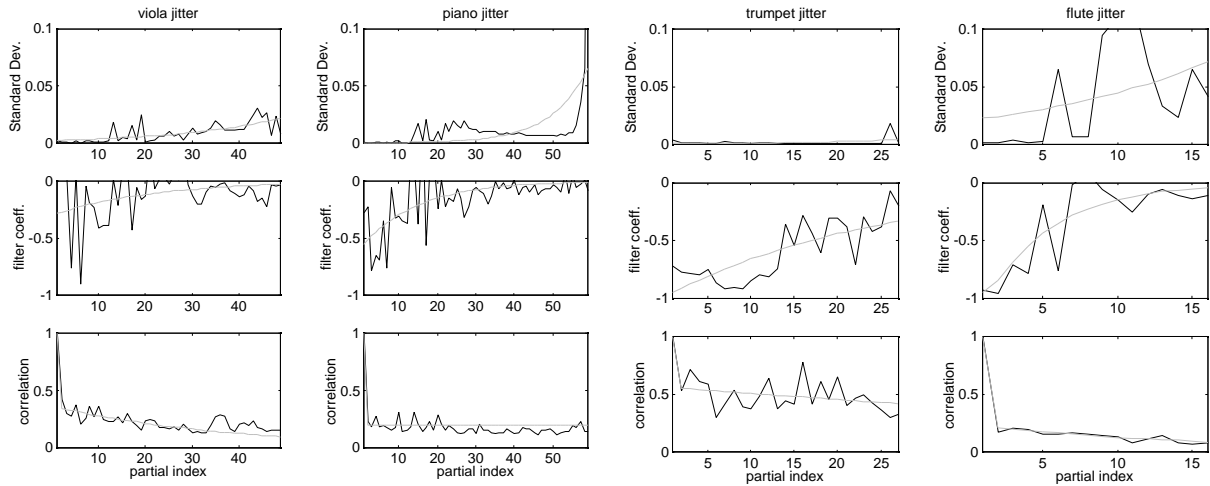 viola jitter
piano jitter
trumpet jitter
flute jitter
Standard Dev.
0.1
0.05
0
10 20 30 40
Standard Dev.
0.1
0.05
0
10 20 30 40 50
Standard Dev.
0.1
0.05
0
5 10 15 20 25
Standard Dev.
0.1
0.05
0
5 10 15
filter coeff.
0
-0.5
-1
10 20 30 40
filter coeff.
0
-0.5
-1
10 20 30 40 50
filter coeff.
0
-0.5
-1
5 10 15 20 25
filter coeff.
0
-0.5
-1
5 10 15
correlation
1
0.5
0
10 20 30 40
partial index
correlation
1
0.5
0
10 20 30 40 50
partial index
correlation
1
0.5
0
5 10 15 20 25
partial index
correlation
1
0.5
0
5 10 15
partial index